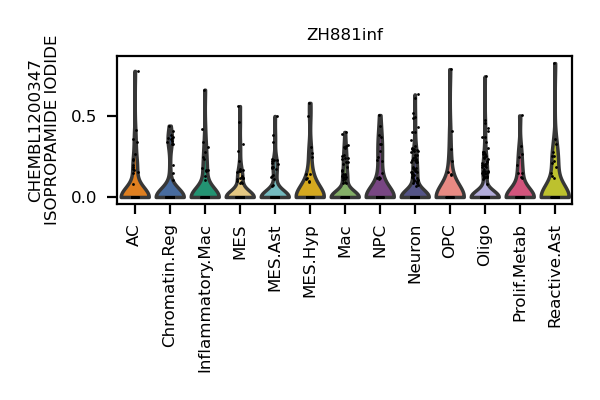 ZH881inf
CHEMBL1200347
ISOPROPAMIDE IODIDE
0.5
0.0
AC
Chromatin.Reg
Inflammatory.Mac
MES
MES.Ast
MES.Hyp
Mac
NPC
Neuron
OPC
Oligo
Prolif.Metab
Reactive.Ast